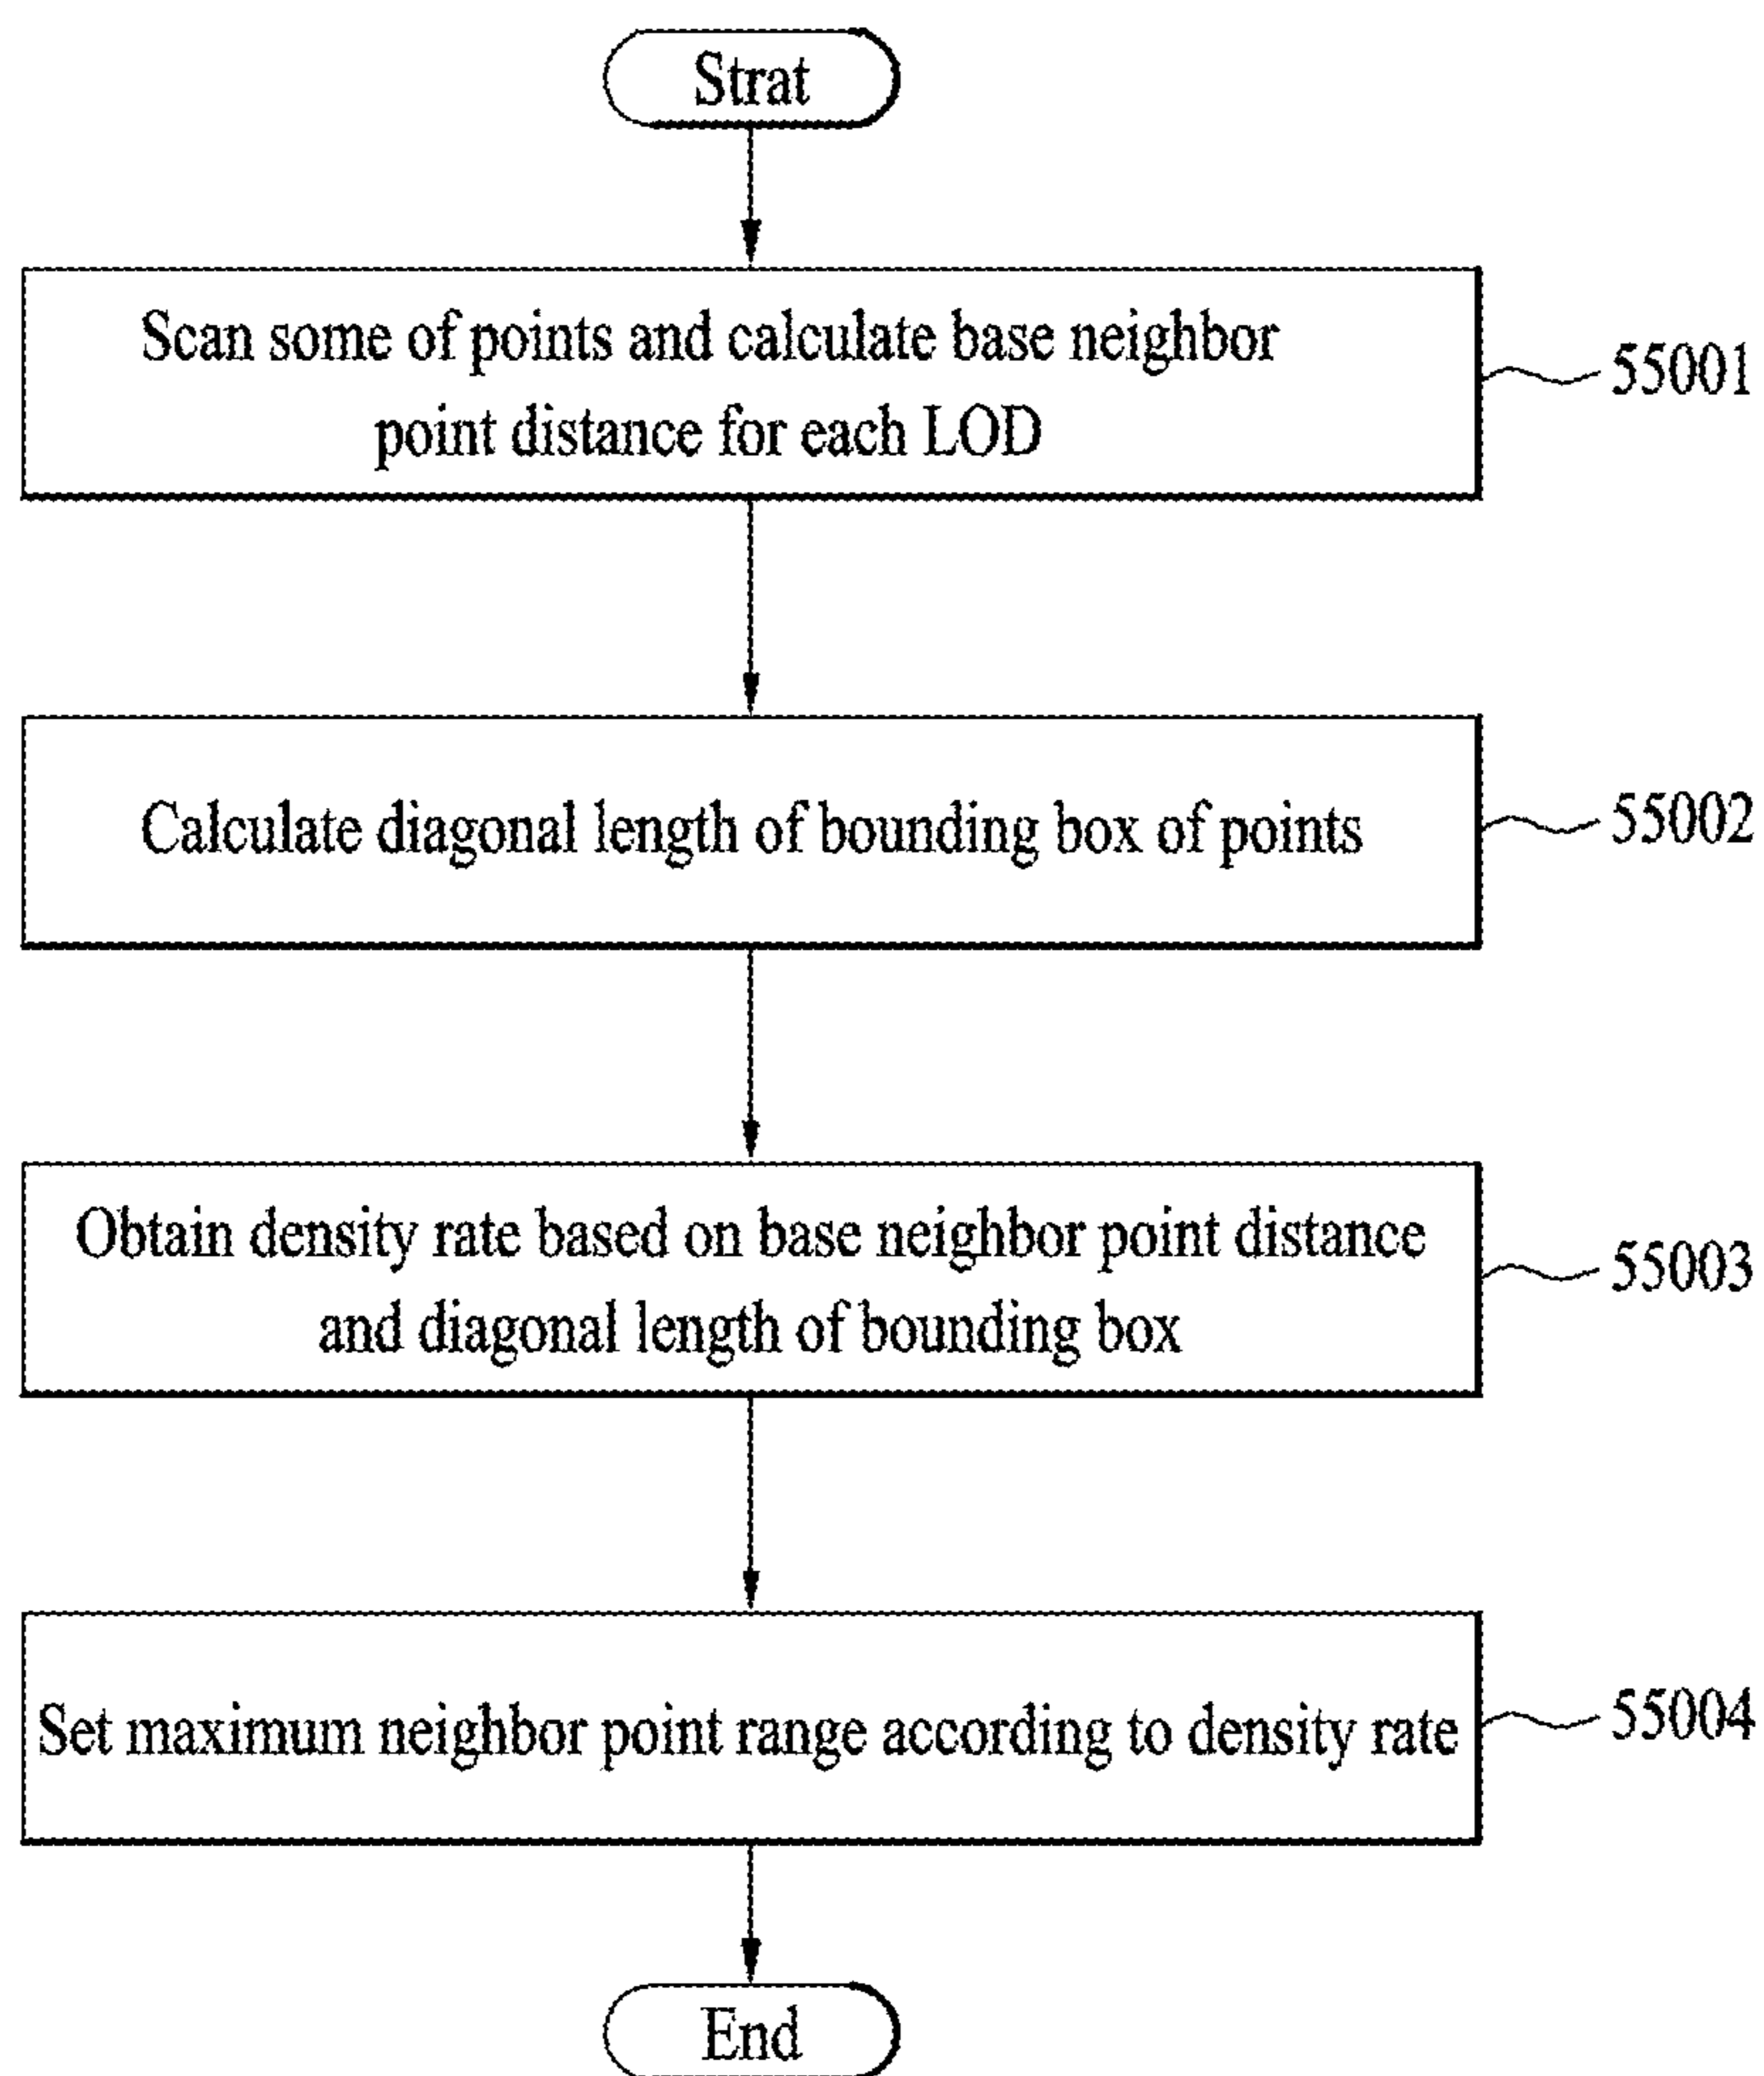 Strat
Scan some of points and calculate base neighbor
point distance for each LOD
55001
Calculate diagonal length of bounding box of points
55002
Obtain density rate based on base neighbor point distance
and diagonal length of bounding box
55003
Set maximum neighbor point range according to density rate
55004
End